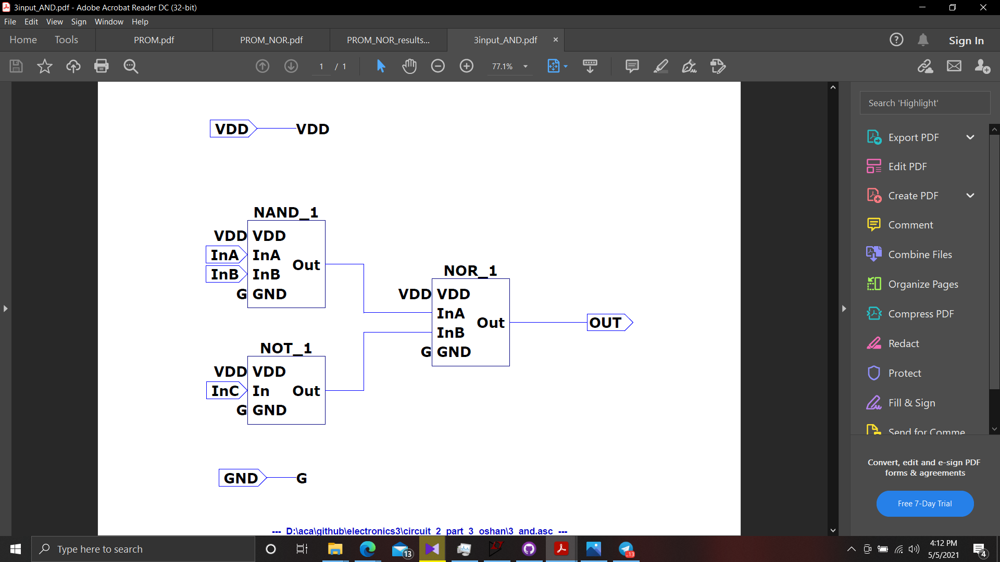 3input_AND.pdf - Adobe Acrobat Reader DC (32-bit)
File Edit View Sign Window Help
Home Tools PROM.pdf PROM_NOR.pdf PROM_NOR_results... 3input_AND.pdf × Sign In
1 / 1 77.1%
Search 'Highlight'
Export PDF
Edit PDF
Create PDF
Comment
Combine Files
Organize Pages
Compress PDF
Redact
Protect
Fill & Sign
Send for Comme
Convert, edit and e-sign PDF
forms & agreements
Free 7-Day Trial
VDD VDD
NAND_1
VDD VDD
InA InA
Out
InB InB
G GND
NOR_1
VDD VDD
InA
Out
InB
G GND
OUT
NOT_1
VDD VDD
InC In Out
G GND
GND G
--- D:\aca\github\electronics3\circuit_2_part_3_oshan\3_and.asc ---
Type here to search
13
..13
4:12 PM
5/5/2021
4